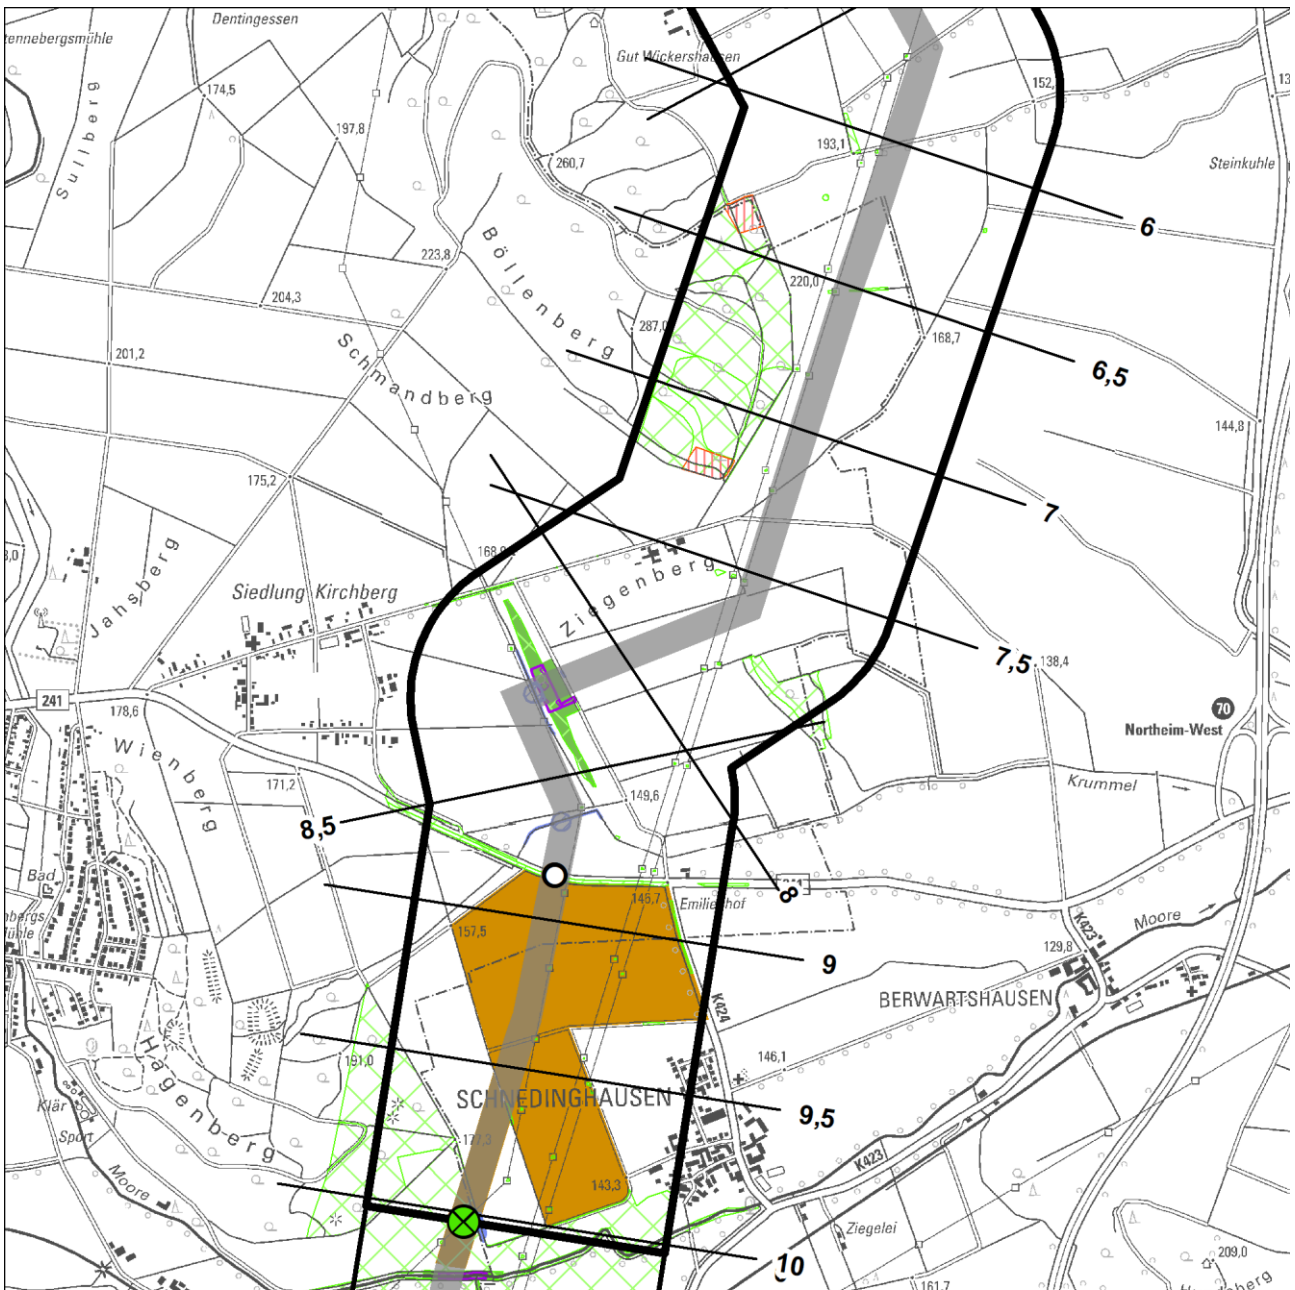 Dentingessen
tennebergsmühle
Gut Wickershausen
174,5
152,
Sullberg
197,8
193,1
260,7
Steinkuhle
6
Böllenberg
223,8
220,0
204,3
287,0
168,7
Schmandberg
201,2
6,5
144,8
175,2
7
168,9
Jahsberg
Siedlung Kirchberg
Ziegenberg
7,5
138,4
241
178,6
70
Northeim-West
Wienberg
171,2
149,6
Krummel
8,5
Bad
146,7
Emilienhof
8
K423
Moore
157,5
9
129,8
BERWARTSHAUSEN
K424
191,0
146,1
Hagenberg
SCHNEDINGHAUSEN
9,5
Klär
Sport
177,3
K423
Moore
143,3
Ziegelei
10
209,0
161,7